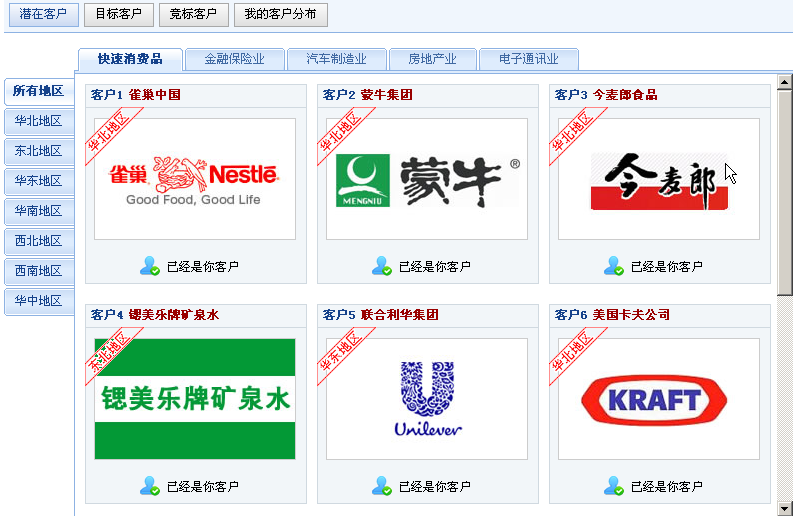 潜在客户 目标客户 竞标客户 我的客户分布
快速消费品 金融保险业 汽车制造业 房地产业 电子通讯业
所有地区
华北地区
东北地区
华东地区
华南地区
西北地区
西南地区
华中地区
客户1 雀巢中国
华北地区
雀巢 Nestlé
Good Food, Good Life
已经是你客户
客户2 蒙牛集团
华北地区
MENGNIU 蒙牛 ®
已经是你客户
客户3 今麦郎食品
华北地区
今麦郎
已经是你客户
客户4 锶美乐牌矿泉水
东北地区
锶美乐牌矿泉水
已经是你客户
客户5 联合利华集团
华东地区
Unilever
已经是你客户
客户6 美国卡夫公司
华北地区
KRAFT
已经是你客户